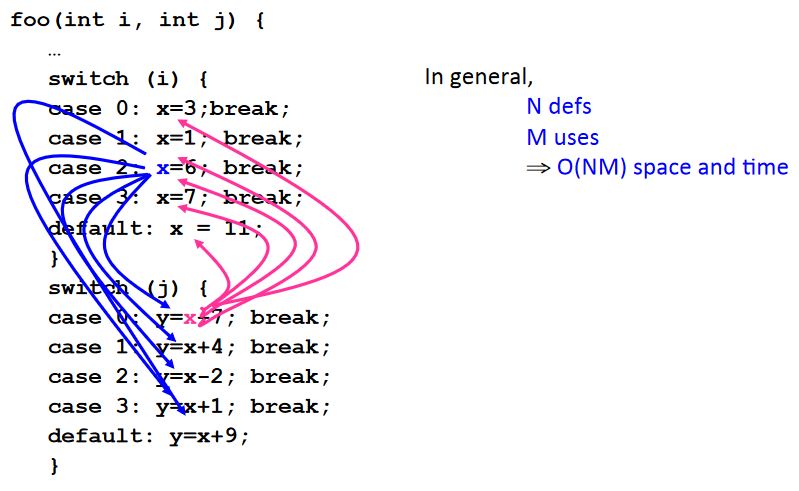 foo(int i, int j) {
…
switch (i) {
case 0: x=3;break;
case 1: x=1; break;
case 2: x=6; break;
case 3: x=7; break;
default: x = 11;
}
switch (j) {
case 0: y=x+7; break;
case 1: y=x+4; break;
case 2: y=x-2; break;
case 3: y=x+1; break;
default: y=x+9;
}
In general,
N defs
M uses
⇒ O(NM) space and time